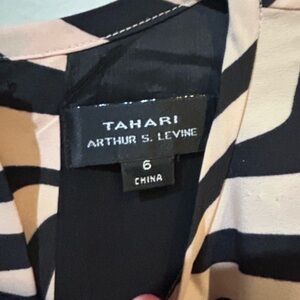 TAHARI
ARTHUR S. LEVINE
6
CHINA